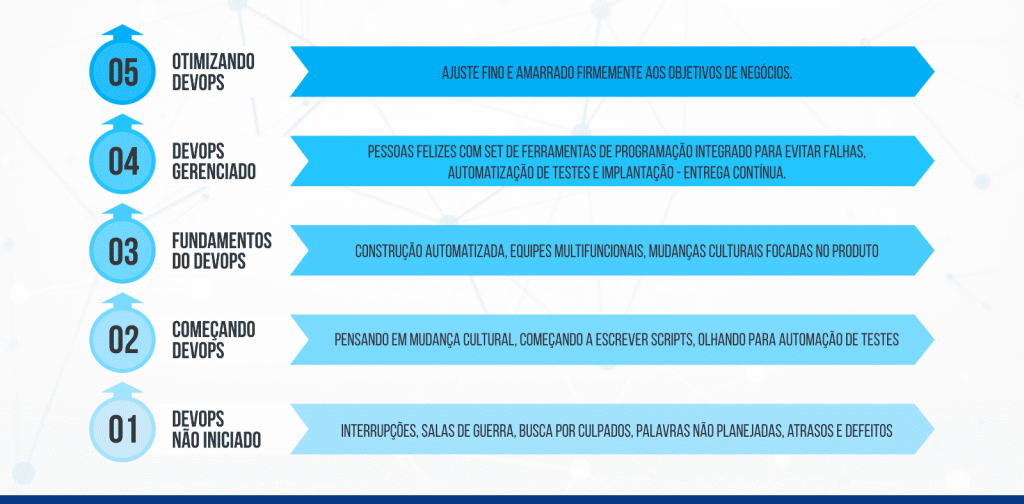 05
OTIMIZANDO
DEVOPS
AJUSTE FINO E AMARRADO FIRMEMENTE AOS OBJETIVOS DE NEGÓCIOS.
04
DEVOPS
GERENCIADO
PESSOAS FELIZES COM SET DE FERRAMENTAS DE PROGRAMAÇÃO INTEGRADO PARA EVITAR FALHAS,
AUTOMATIZAÇÃO DE TESTES E IMPLANTAÇÃO - ENTREGA CONTÍNUA.
03
FUNDAMENTOS
DO DEVOPS
CONSTRUÇÃO AUTOMATIZADA, EQUIPES MULTIFUNCIONAIS, MUDANÇAS CULTURAIS FOCADAS NO PRODUTO
02
COMEÇANDO
DEVOPS
PENSANDO EM MUDANÇA CULTURAL, COMEÇANDO A ESCREVER SCRIPTS, OLHANDO PARA AUTOMAÇÃO DE TESTES
01
DEVOPS
NÃO INICIADO
INTERRUPÇÕES, SALAS DE GUERRA, BUSCA POR CULPADOS, PALAVRAS NÃO PLANEJADAS, ATRASOS E DEFEITOS